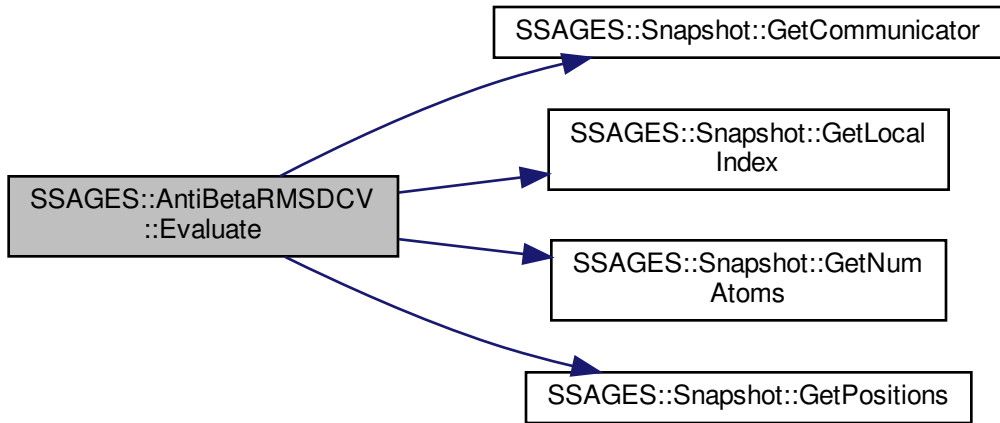 SSAGES::Snapshot::GetCommunicator
SSAGES::Snapshot::GetLocal
Index
SSAGES::AntiBetaRMSDCV
::Evaluate
SSAGES::Snapshot::GetNum
Atoms
SSAGES::Snapshot::GetPositions